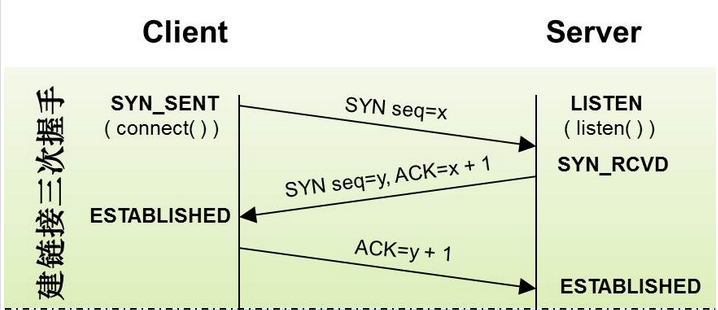 Client
Server
建链接三次握手
SYN_SENT
( connect( ) )
SYN seq=x
LISTEN
( listen( ) )
SYN_RCVD
SYN seq=y, ACK=x + 1
ESTABLISHED
ACK=y + 1
ESTABLISHED